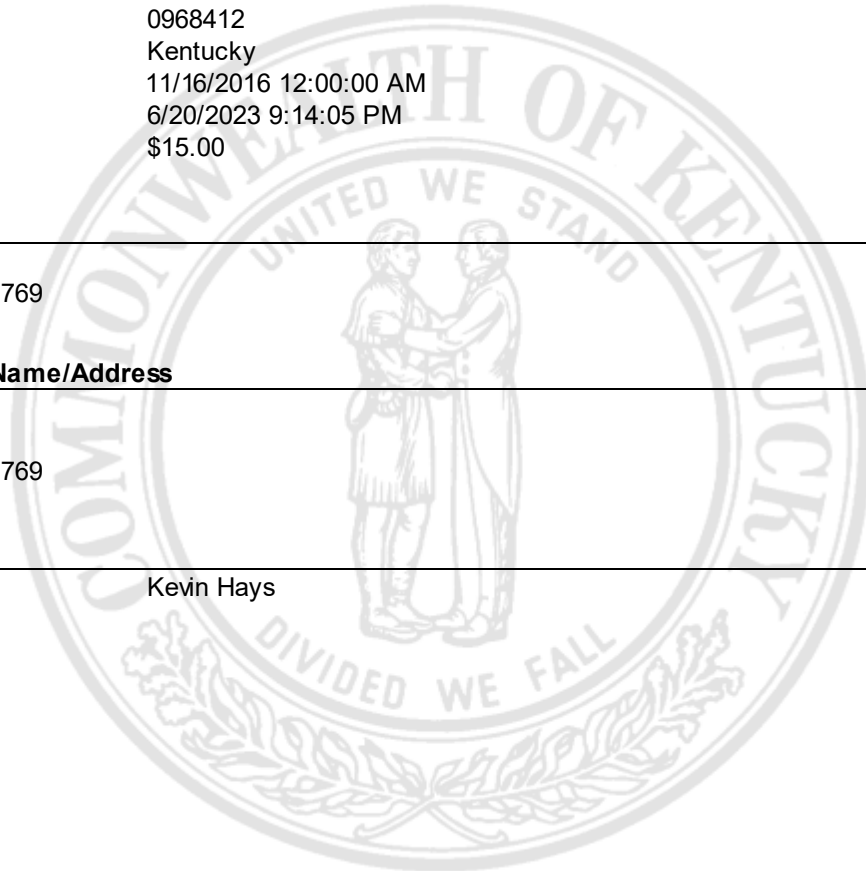 0968412
Kentucky
11/16/2016 12:00:00 AM
6/20/2023 9:14:05 PM
$15.00
COMMONWEALTH OF KENTUCKY
UNITED WE STAND
769
Name/Address
769
Kevin Hays
DIVIDED WE FALL